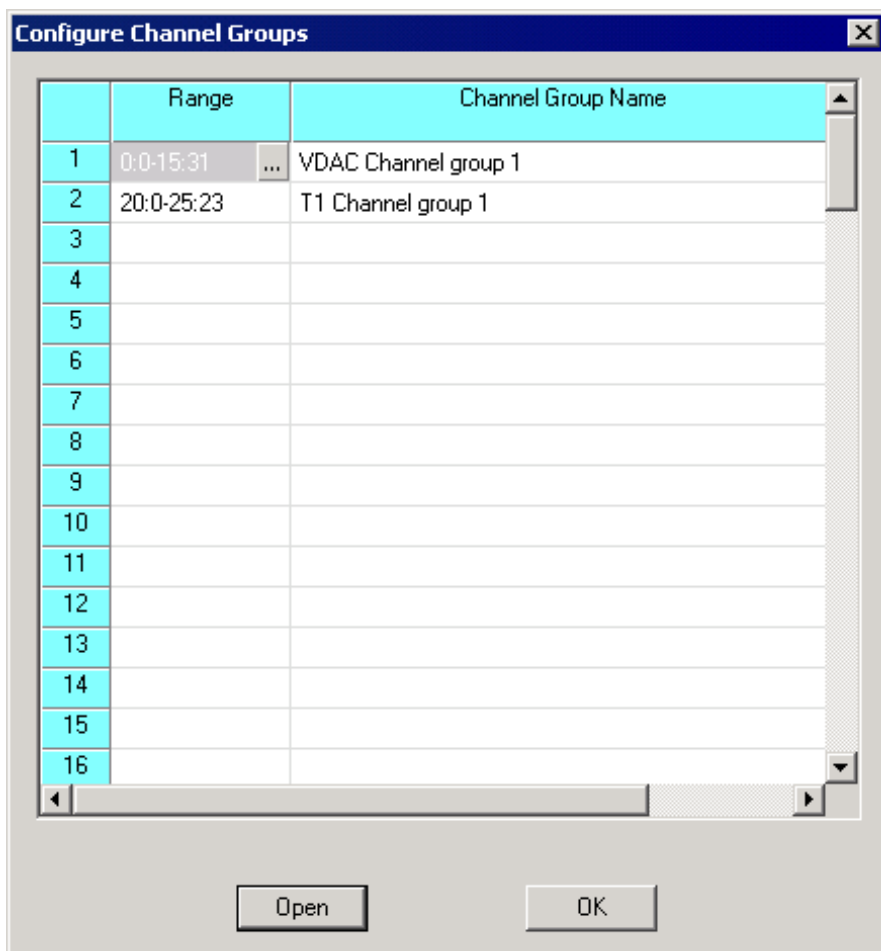 Configure Channel Groups
Range Channel Group Name
1 0:0-15:31 ... VDAC Channel group 1
2 20:0-25:23 T1 Channel group 1
3
4
5
6
7
8
9
10
11
12
13
14
15
16
Open OK